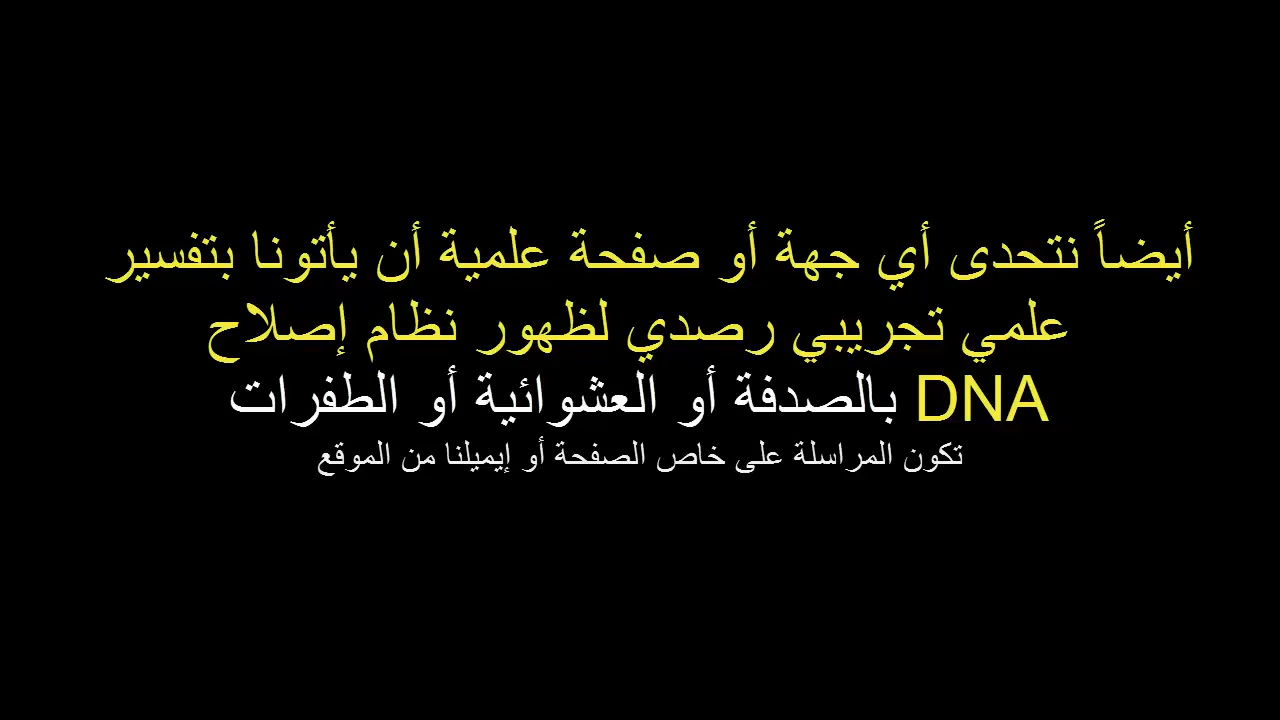 أيضاً نتحدى أي جهة أو صفحة علمية أن يأتونا بتفسير
علمي تجريبي رصدي لظهور نظام إصلاح
DNA بالصدفة أو العشوائية أو الطفرات
تكون المراسلة على خاص الصفحة أو إيميلنا من الموقع